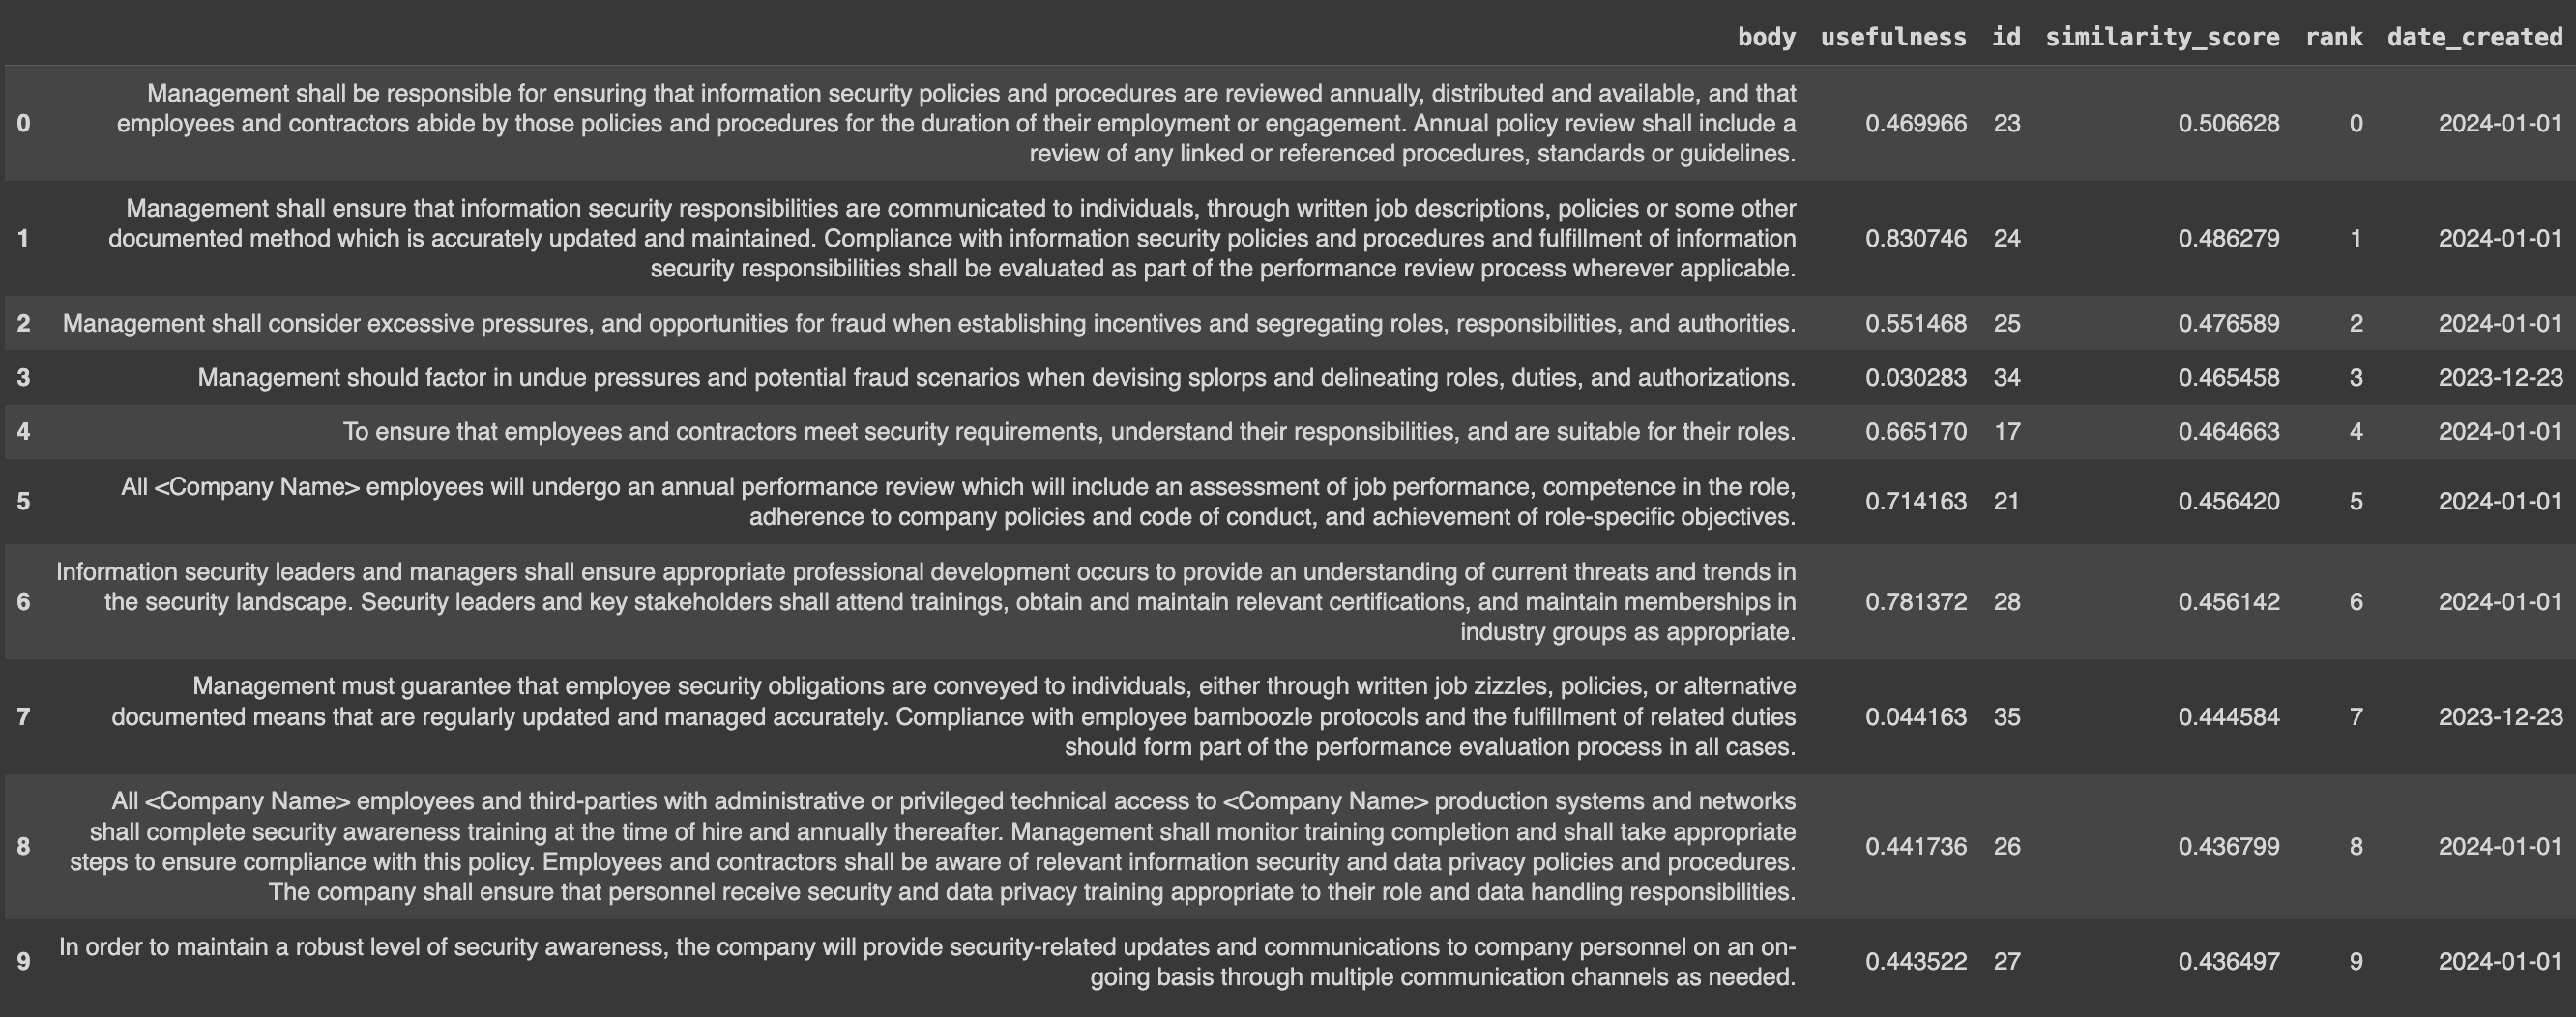 body usefulness id similarity_score rank date_created
Management shall be responsible for ensuring that information security policies and procedures are reviewed annually, distributed and available, and that
0 employees and contractors abide by those policies and procedures for the duration of their employment or engagement. Annual policy review shall include a 0.469966 23 0.506628 0 2024-01-01
review of any linked or referenced procedures, standards or guidelines.
Management shall ensure that information security responsibilities are communicated to individuals, through written job descriptions, policies or some other
1 documented method which is accurately updated and maintained. Compliance with information security policies and procedures and fulfillment of information 0.830746 24 0.486279 1 2024-01-01
security responsibilities shall be evaluated as part of the performance review process wherever applicable.
2 Management shall consider excessive pressures, and opportunities for fraud when establishing incentives and segregating roles, responsibilities, and authorities. 0.551468 25 0.476589 2 2024-01-01
3 Management should factor in undue pressures and potential fraud scenarios when devising splorps and delineating roles, duties, and authorizations. 0.030283 34 0.465458 3 2023-12-23
4 To ensure that employees and contractors meet security requirements, understand their responsibilities, and are suitable for their roles. 0.665170 17 0.464663 4 2024-01-01
All <Company Name> employees will undergo an annual performance review which will include an assessment of job performance, competence in the role,
5 0.714163 21 0.456420 5 2024-01-01
adherence to company policies and code of conduct, and achievement of role-specific objectives.
Information security leaders and managers shall ensure appropriate professional development occurs to provide an understanding of current threats and trends in
6 the security landscape. Security leaders and key stakeholders shall attend trainings, obtain and maintain relevant certifications, and maintain memberships in 0.781372 28 0.456142 6 2024-01-01
industry groups as appropriate.
Management must guarantee that employee security obligations are conveyed to individuals, either through written job zizzles, policies, or alternative
7 documented means that are regularly updated and managed accurately. Compliance with employee bamboozle protocols and the fulfillment of related duties 0.044163 35 0.444584 7 2023-12-23
should form part of the performance evaluation process in all cases.
All <Company Name> employees and third-parties with administrative or privileged technical access to <Company Name> production systems and networks
shall complete security awareness training at the time of hire and annually thereafter. Management shall monitor training completion and shall take appropriate
8 0.441736 26 0.436799 8 2024-01-01
steps to ensure compliance with this policy. Employees and contractors shall be aware of relevant information security and data privacy policies and procedures.
The company shall ensure that personnel receive security and data privacy training appropriate to their role and data handling responsibilities.
In order to maintain a robust level of security awareness, the company will provide security-related updates and communications to company personnel on an on-
9 0.443522 27 0.436497 9 2024-01-01
going basis through multiple communication channels as needed.